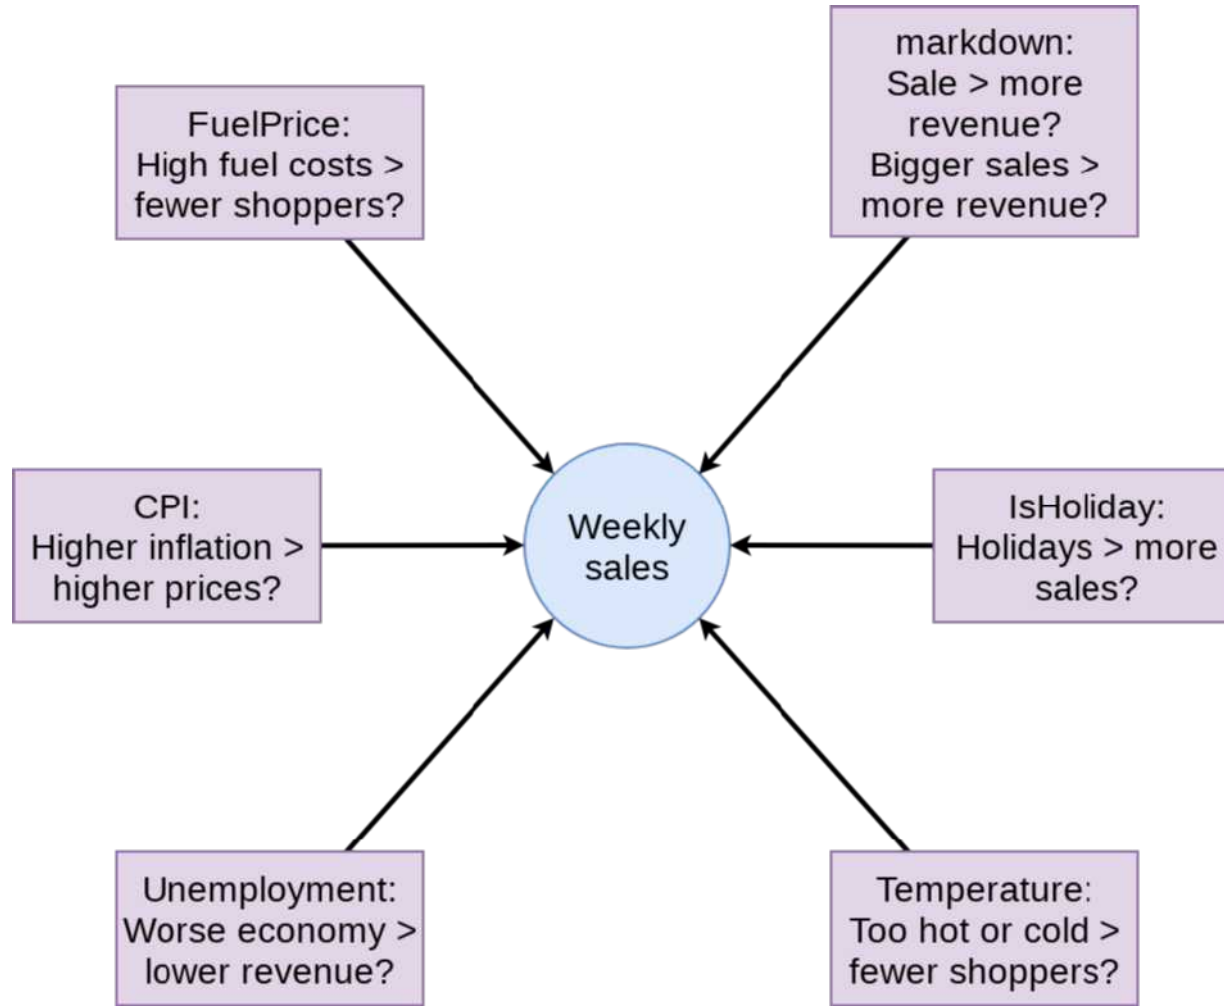 FuelPrice:
High fuel costs >
fewer shoppers?
markdown:
Sale > more
revenue?
Bigger sales >
more revenue?
CPI:
Higher inflation >
higher prices?
Weekly
sales
IsHoliday:
Holidays > more
sales?
Unemployment:
Worse economy >
lower revenue?
Temperature:
Too hot or cold >
fewer shoppers?